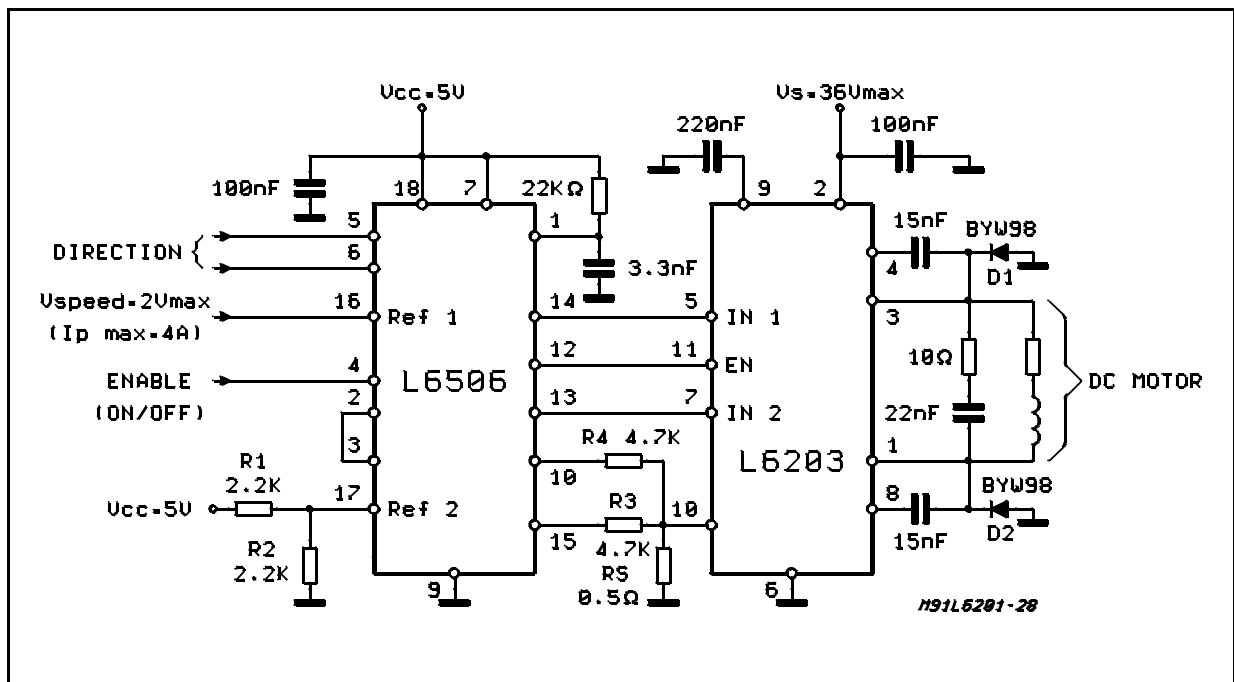 Vcc=5V
Vs=36Vmax
220nF
100nF
100nF
18
7
22KΩ
9
2
5
1
15nF
BYW98
DIRECTION {
6
3.3nF
4
D1
Vspeed=2Vmax
16
Ref 1
14
5
IN 1
3
(Ip max=4A)
12
11
EN
10Ω
ENABLE
4
L6506
DC MOTOR
(ON/OFF)
2
13
7
IN 2
22nF
3
R4 4.7K
L6203
1
R1
2.2K
10
8
BYW98
Vcc=5V
17
Ref 2
R3
10
R2
2.2K
15
4.7K
15nF
D2
RS
0.5Ω
9
6
M91L6201-28